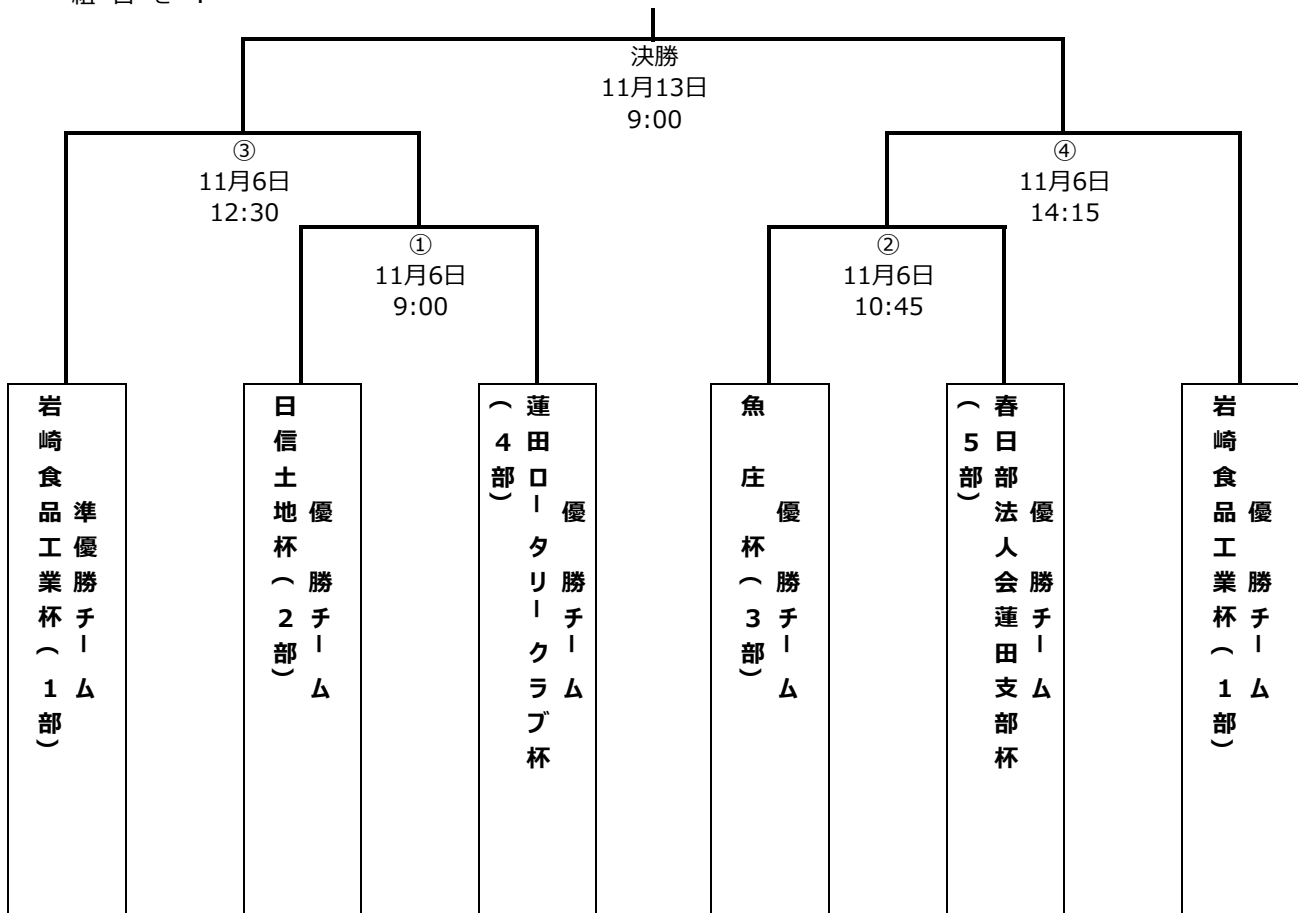 決勝
11月13日
9:00
③
11月6日
12:30
④
11月6日
14:15
①
11月6日
9:00
②
11月6日
10:45
岩崎食品工業杯(1部)
準優勝チーム
日信土地杯(2部)
優勝チーム
蓮田ロータリークラブ杯
(4部)
優勝チーム
魚庄杯(3部)
優勝チーム
春日部法人会蓮田支部杯
(5部)
優勝チーム
岩崎食品工業杯(1部)
優勝チーム